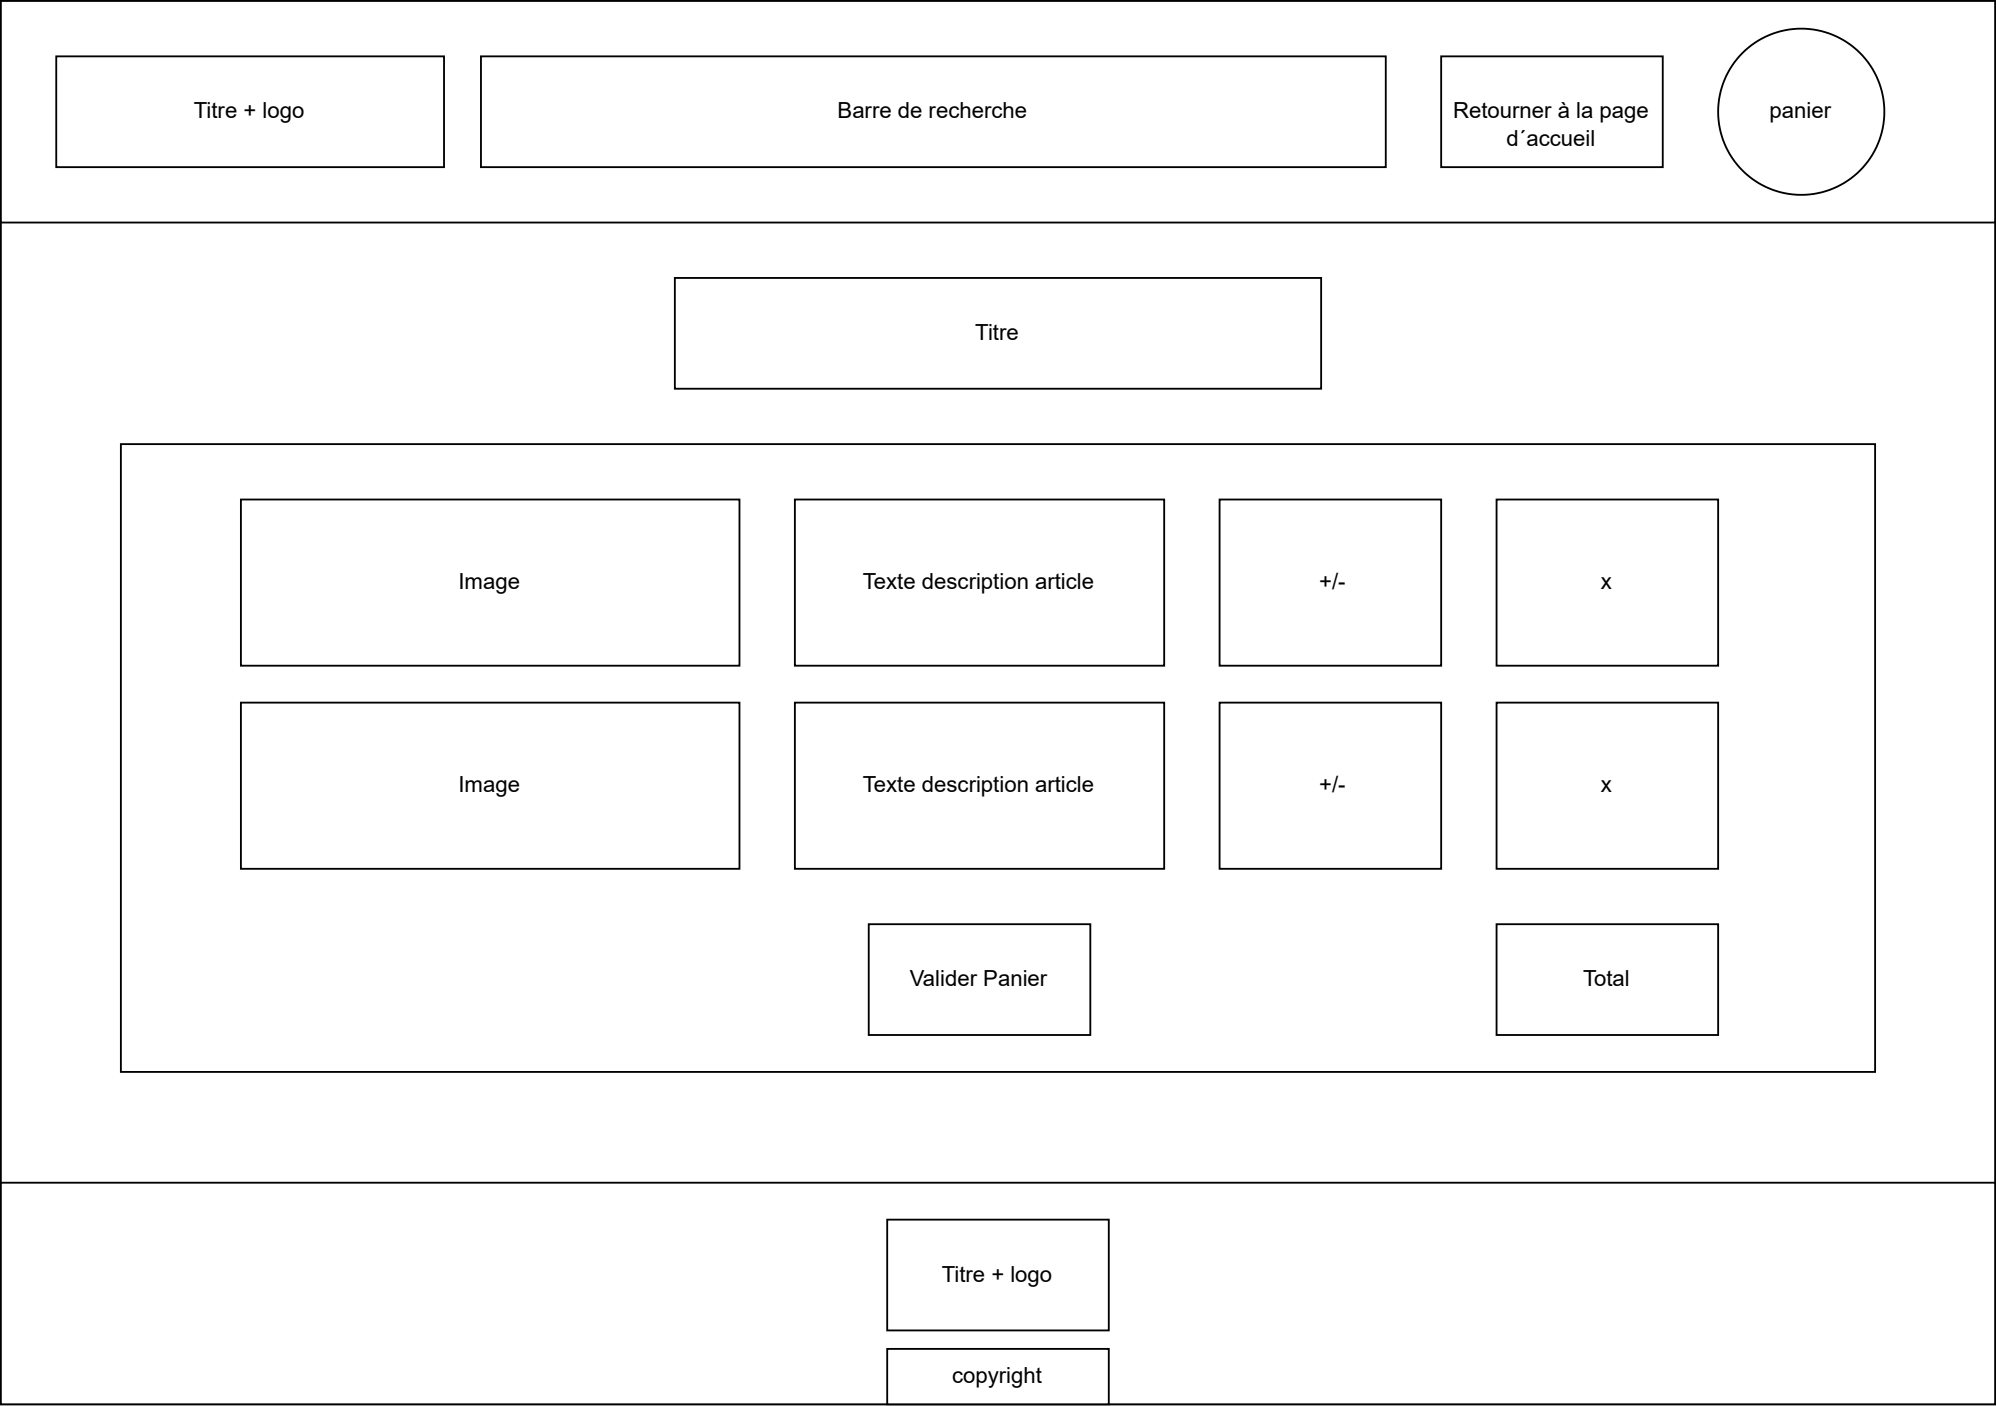 Titre + logo
Barre de recherche
Retourner à la page
d´accueil
panier
Titre
Image
Texte description article
+/-
x
Image
Texte description article
+/-
x
Valider Panier
Total
Titre + logo
copyright